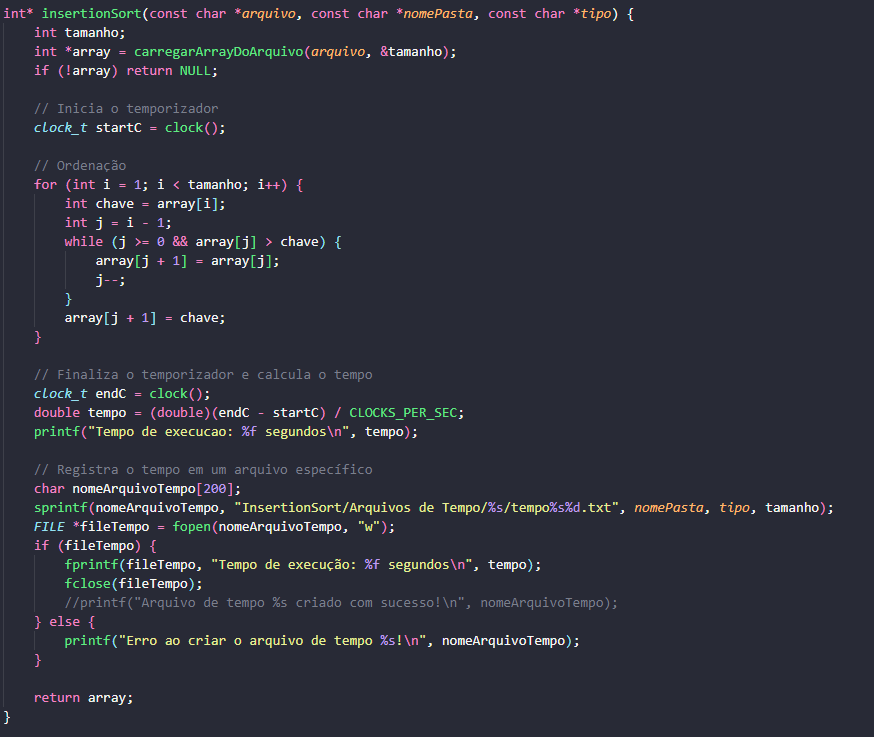 int* insertionSort(const char *arquivo, const char *nomePasta, const char *tipo) {
    int tamanho;
    int *array = carregarArrayDoArquivo(arquivo, &tamanho);
    if (!array) return NULL;

    // Inicia o temporizador
    clock_t startC = clock();

    // Ordenação
    for (int i = 1; i < tamanho; i++) {
        int chave = array[i];
        int j = i - 1;
        while (j >= 0 && array[j] > chave) {
            array[j + 1] = array[j];
            j--;
        }
        array[j + 1] = chave;
    }

    // Finaliza o temporizador e calcula o tempo
    clock_t endC = clock();
    double tempo = (double)(endC - startC) / CLOCKS_PER_SEC;
    printf("Tempo de execucao: %f segundos\n", tempo);

    // Registra o tempo em um arquivo específico
    char nomeArquivoTempo[200];
    sprintf(nomeArquivoTempo, "InsertionSort/Arquivos de Tempo/%s/tempo%s%d.txt", nomePasta, tipo, tamanho);
    FILE *fileTempo = fopen(nomeArquivoTempo, "w");
    if (fileTempo) {
        fprintf(fileTempo, "Tempo de execução: %f segundos\n", tempo);
        fclose(fileTempo);
        //printf("Arquivo de tempo %s criado com sucesso!\n", nomeArquivoTempo);
    } else {
        printf("Erro ao criar o arquivo de tempo %s!\n", nomeArquivoTempo);
    }

    return array;
}